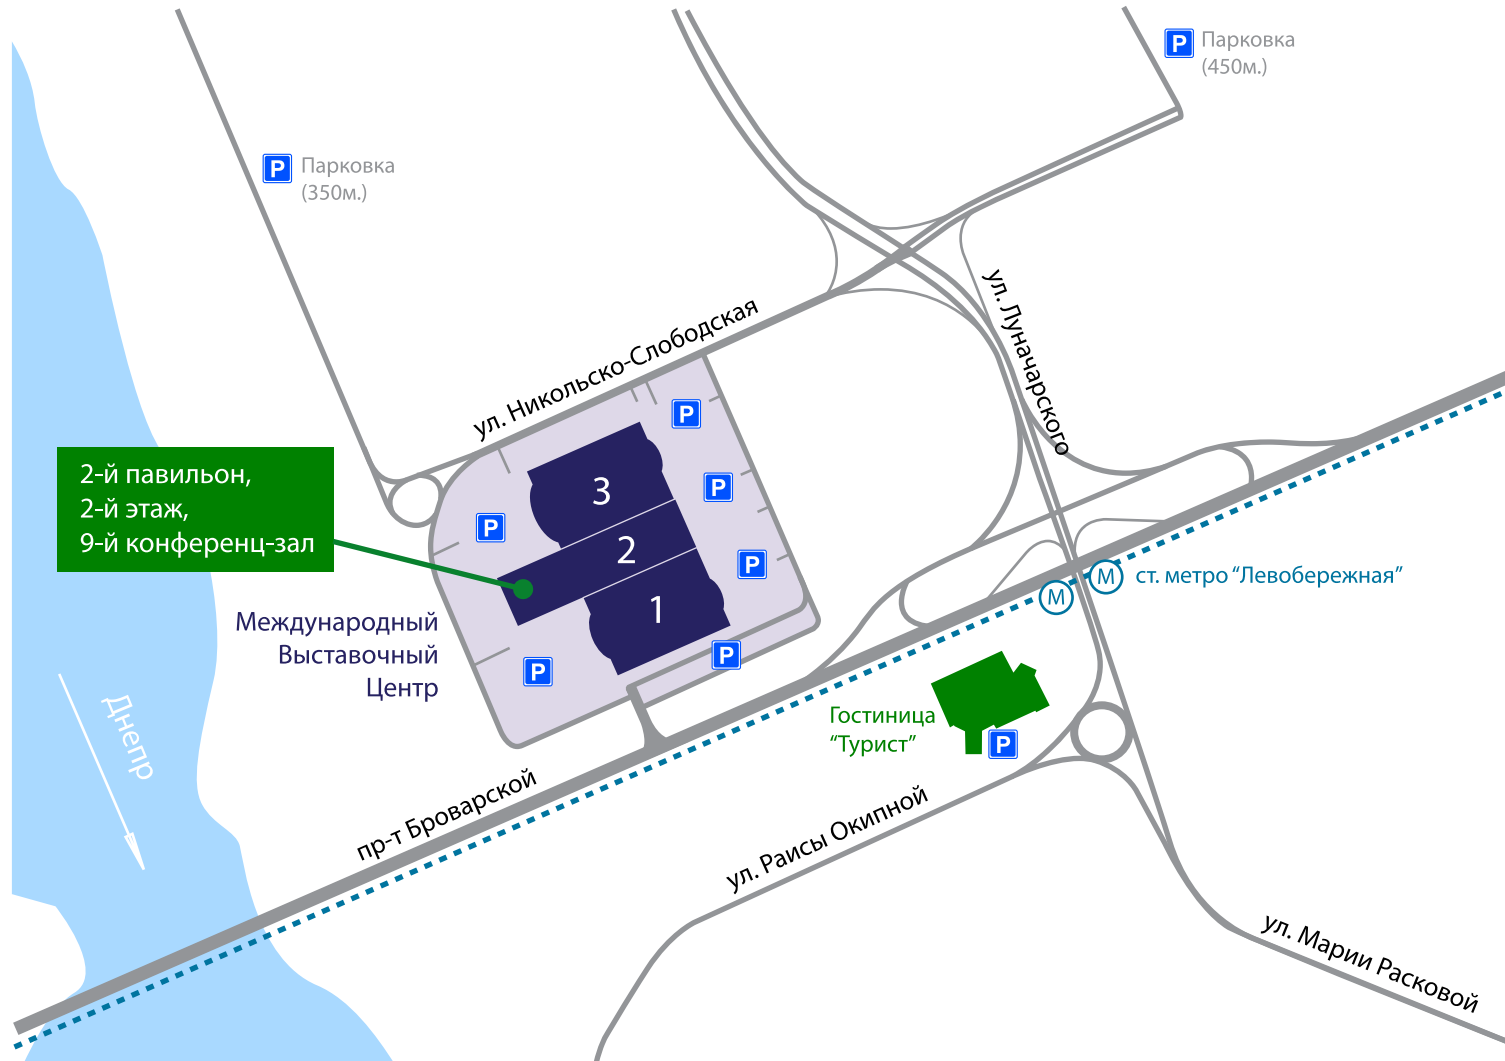 P Парковка
(450м.)
P Парковка
(350м.)
ул. Луначарского
ул. Никольско-Слободская
P
3
P
2-й павильон,
2-й этаж,
9-й конференц-зал
P
2
P
1
M
M
ст. метро “Левобережная”
Международный
Выставочный
Центр
P
P
Днепр
Гостиница
“Турист”
P
пр-т Броварской
ул. Раисы Окипной
ул. Марии Расковой